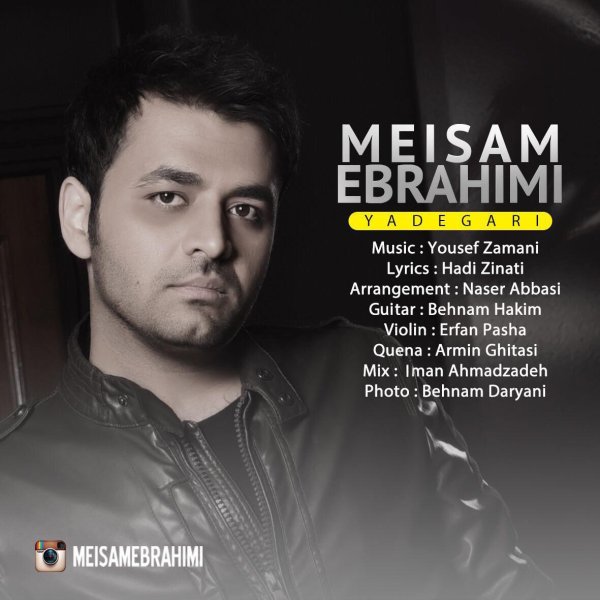 MEISAM
EBRAHIMI
YADEGARI
Music : Yousef Zamani
Lyrics : Hadi Zinati
Arrangement : Naser Abbasi
Guitar : Behnam Hakim
Violin : Erfan Pasha
Quena : Armin Ghitasi
Mix : Iman Ahmadzadeh
Photo : Behnam Daryani
MEISAMEBRAHIMI